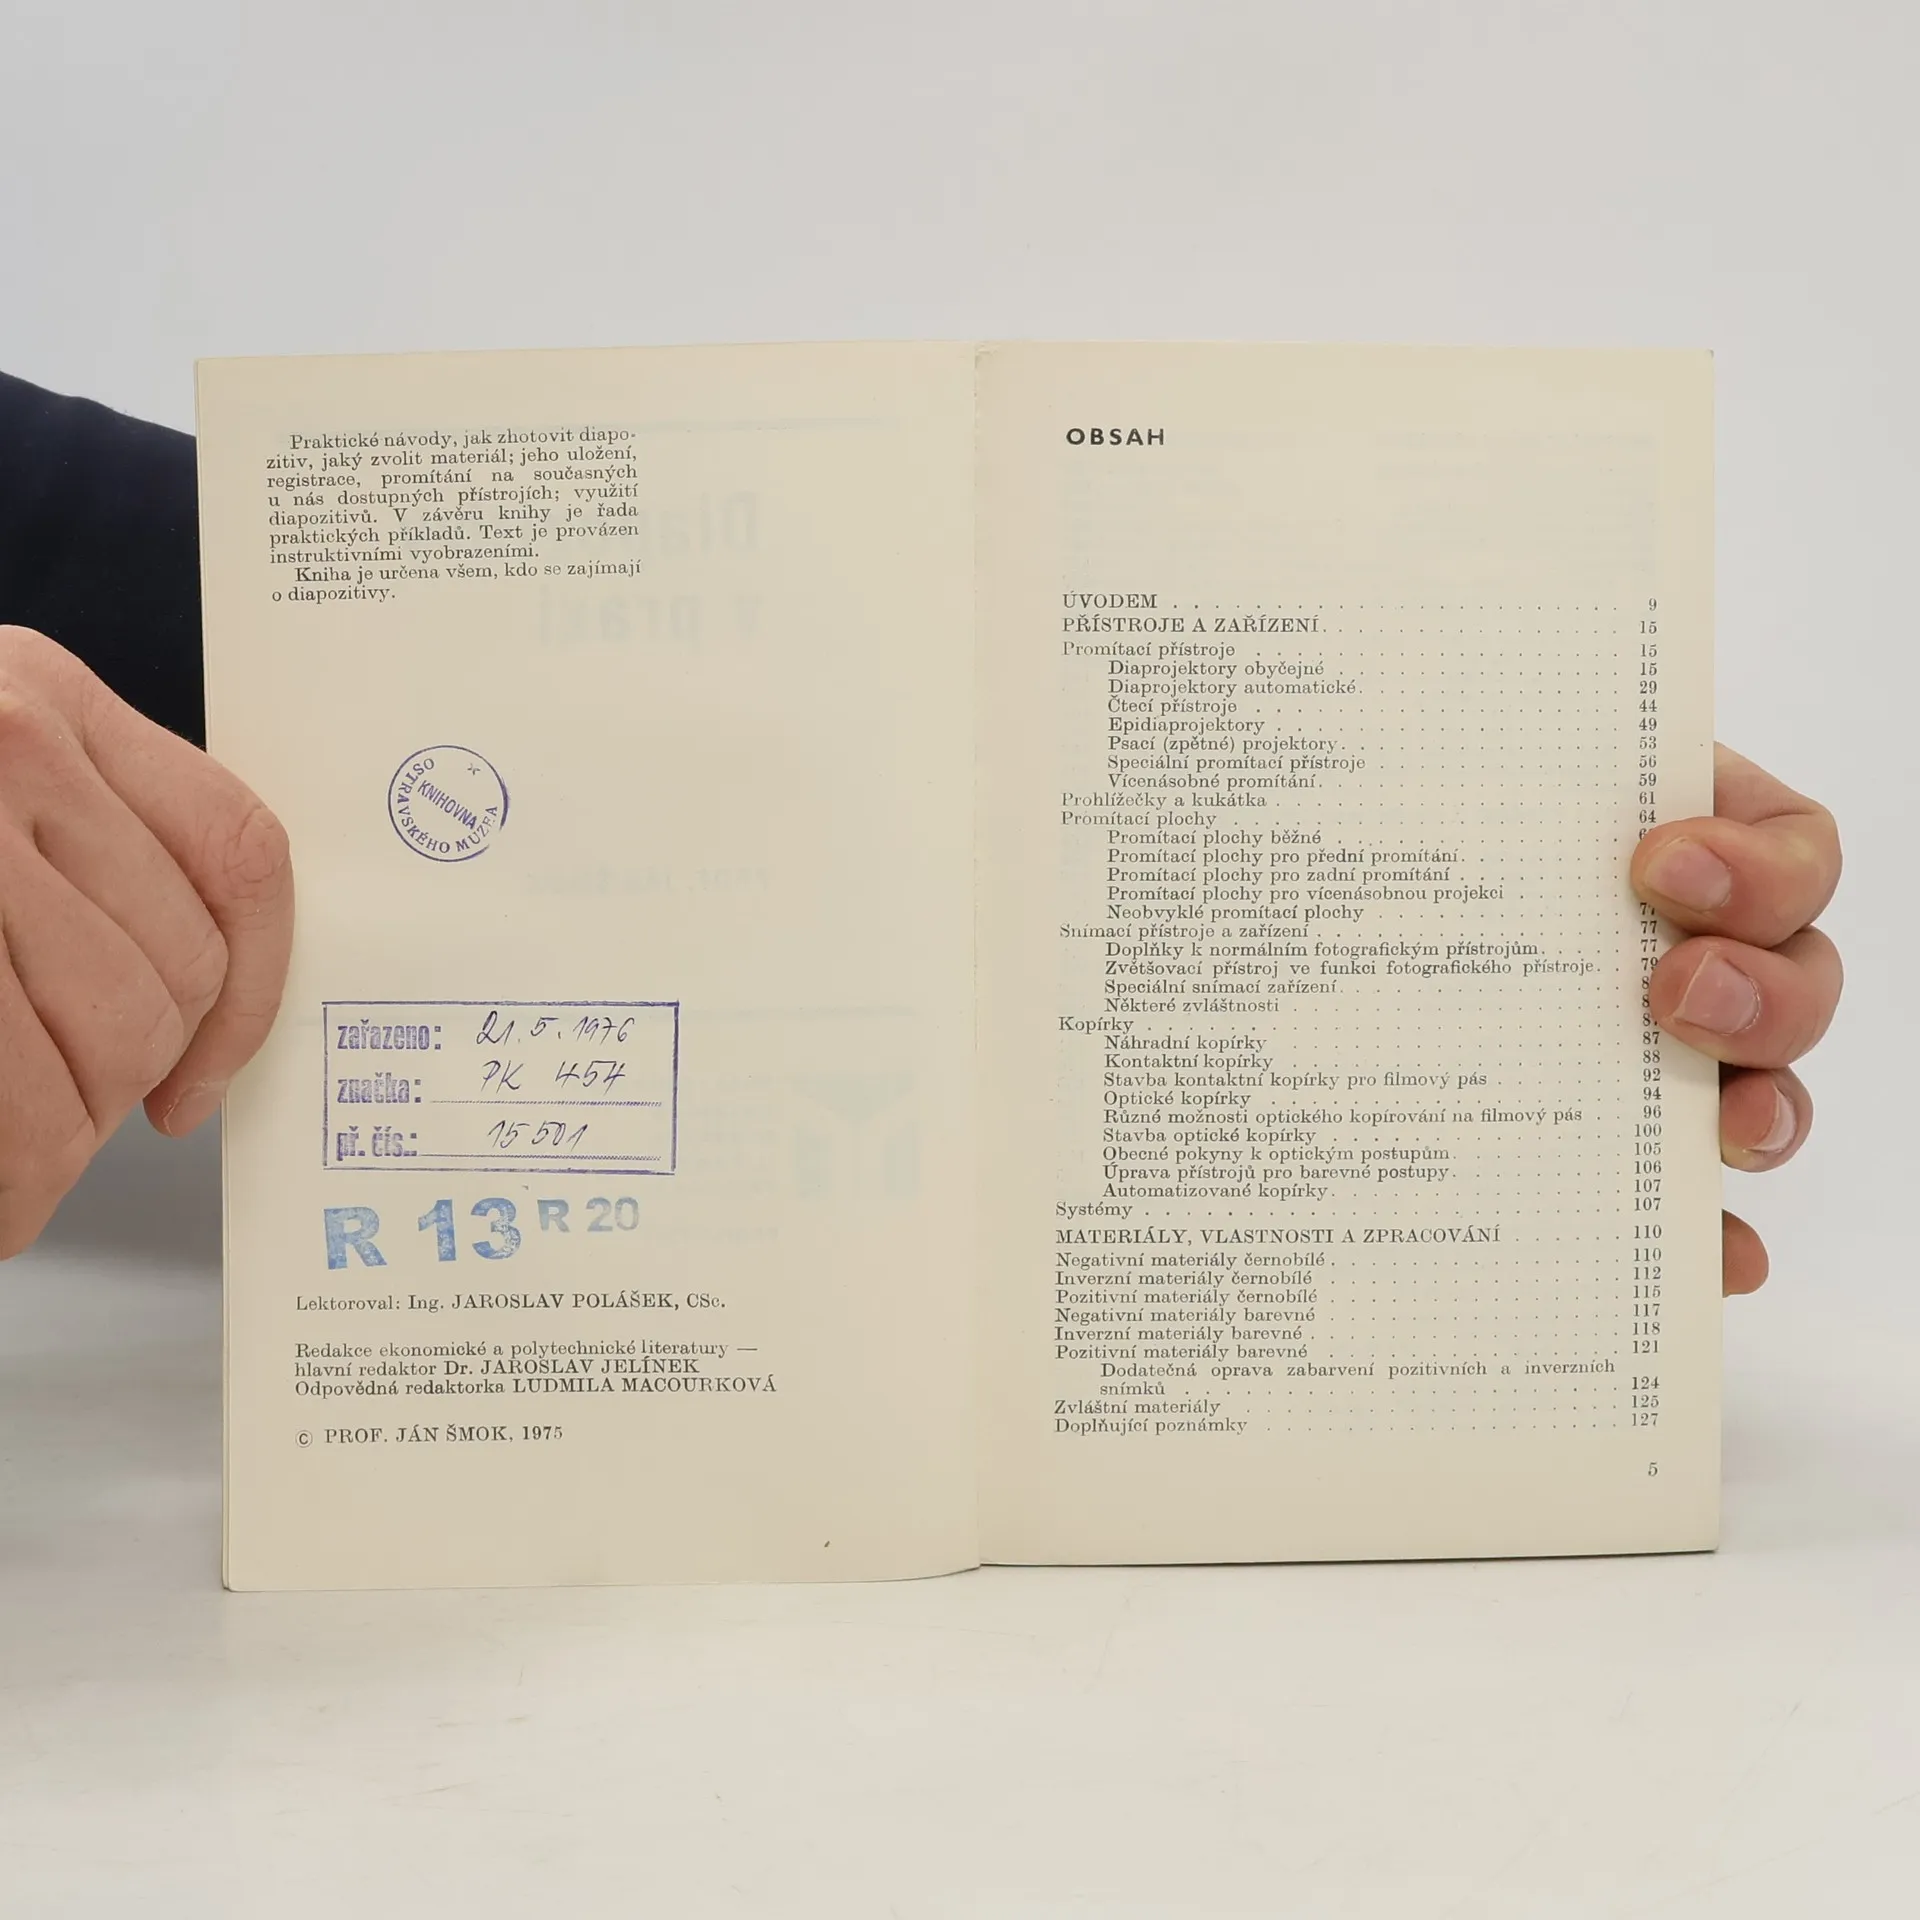 Praktické návody, jak zhotovit diapo-
zitiv, jaký zvolit materiál; jeho uložení,
registrace, promítání na současných
u nás dostupných přístrojích; využití
diapozitivů. V závěru knihy je řada
praktických příkladů. Text je provázen
instruktivními vyobrazeními.
Kniha je určena všem, kdo se zajímají
o diapozitivy.
KNIHOVNA
OSTRAVSKÉHO MUZEA
zařazeno: 21. 5. 1976
značka: PK 454
př. čís.: 15 501
R 13 R 20
Lektoroval: Ing. JAROSLAV POLÁŠEK, CSc.
Redakce ekonomické a polytechnické literatury —
hlavní redaktor Dr. JAROSLAV JELÍNEK
Odpovědná redaktorka LUDMILA MACOURKOVÁ
© PROF. JÁN ŠMOK, 1975
OBSAH
ÚVODEM . . . . . . . . . . 9
PŘÍSTROJE A ZAŘÍZENÍ . . . . . . . . . . 15
Promítací přístroje . . . . . . . . . . 15
Diaprojektory obyčejné . . . . . . . . . . 15
Diaprojektory automatické . . . . . . . . . . 29
Čtecí přístroje . . . . . . . . . . 44
Epidiaprojektory . . . . . . . . . . 49
Psací (zpětné) projektory . . . . . . . . . . 53
Speciální promítací přístroje . . . . . . . . . . 56
Vícenásobné promítání . . . . . . . . . . 59
Prohlížečky a kukátka . . . . . . . . . . 61
Promítací plochy . . . . . . . . . . 64
Promítací plochy běžné . . . . . . . . . .
Promítací plochy pro přední promítání . . . . . . . .
Promítací plochy pro zadní promítání . . . . . . . .
Promítací plochy pro vícenásobnou projekci . . . . .
Neobvyklé promítací plochy . . . . . . . . . . 77
Snímací přístroje a zařízení . . . . . . . . . . 77
Doplňky k normálním fotografickým přístrojům . . . . 77
Zvětšovací přístroj ve funkci fotografického přístroje . . 79
Speciální snímací zařízení . . . . . . . . . .
Některé zvláštnosti . . . . . . . . . .
Kopírky . . . . . . . . . . 87
Náhradní kopírky . . . . . . . . . . 87
Kontaktní kopírky . . . . . . . . . . 88
Stavba kontaktní kopírky pro filmový pás . . . . . . 92
Optické kopírky . . . . . . . . . . 94
Různé možnosti optického kopírování na filmový pás . . 96
Stavba optické kopírky . . . . . . . . . . 100
Obecné pokyny k optickým postupům . . . . . . . . 105
Úprava přístrojů pro barevné postupy . . . . . . . . 106
Automatizované kopírky . . . . . . . . . . 107
Systémy . . . . . . . . . . 107
MATERIÁLY, VLASTNOSTI A ZPRACOVÁNÍ . . . . . . 110
Negativní materiály černobílé . . . . . . . . . . 110
Inverzní materiály černobílé . . . . . . . . . . 112
Pozitivní materiály černobílé . . . . . . . . . . 115
Negativní materiály barevné . . . . . . . . . . 117
Inverzní materiály barevné . . . . . . . . . . 118
Pozitivní materiály barevné . . . . . . . . . . 121
Dodatečná oprava zabarvení pozitivních a inverzních
snímků . . . . . . . . . . 124
Zvláštní materiály . . . . . . . . . . 125
Doplňující poznámky . . . . . . . . . . 127
5